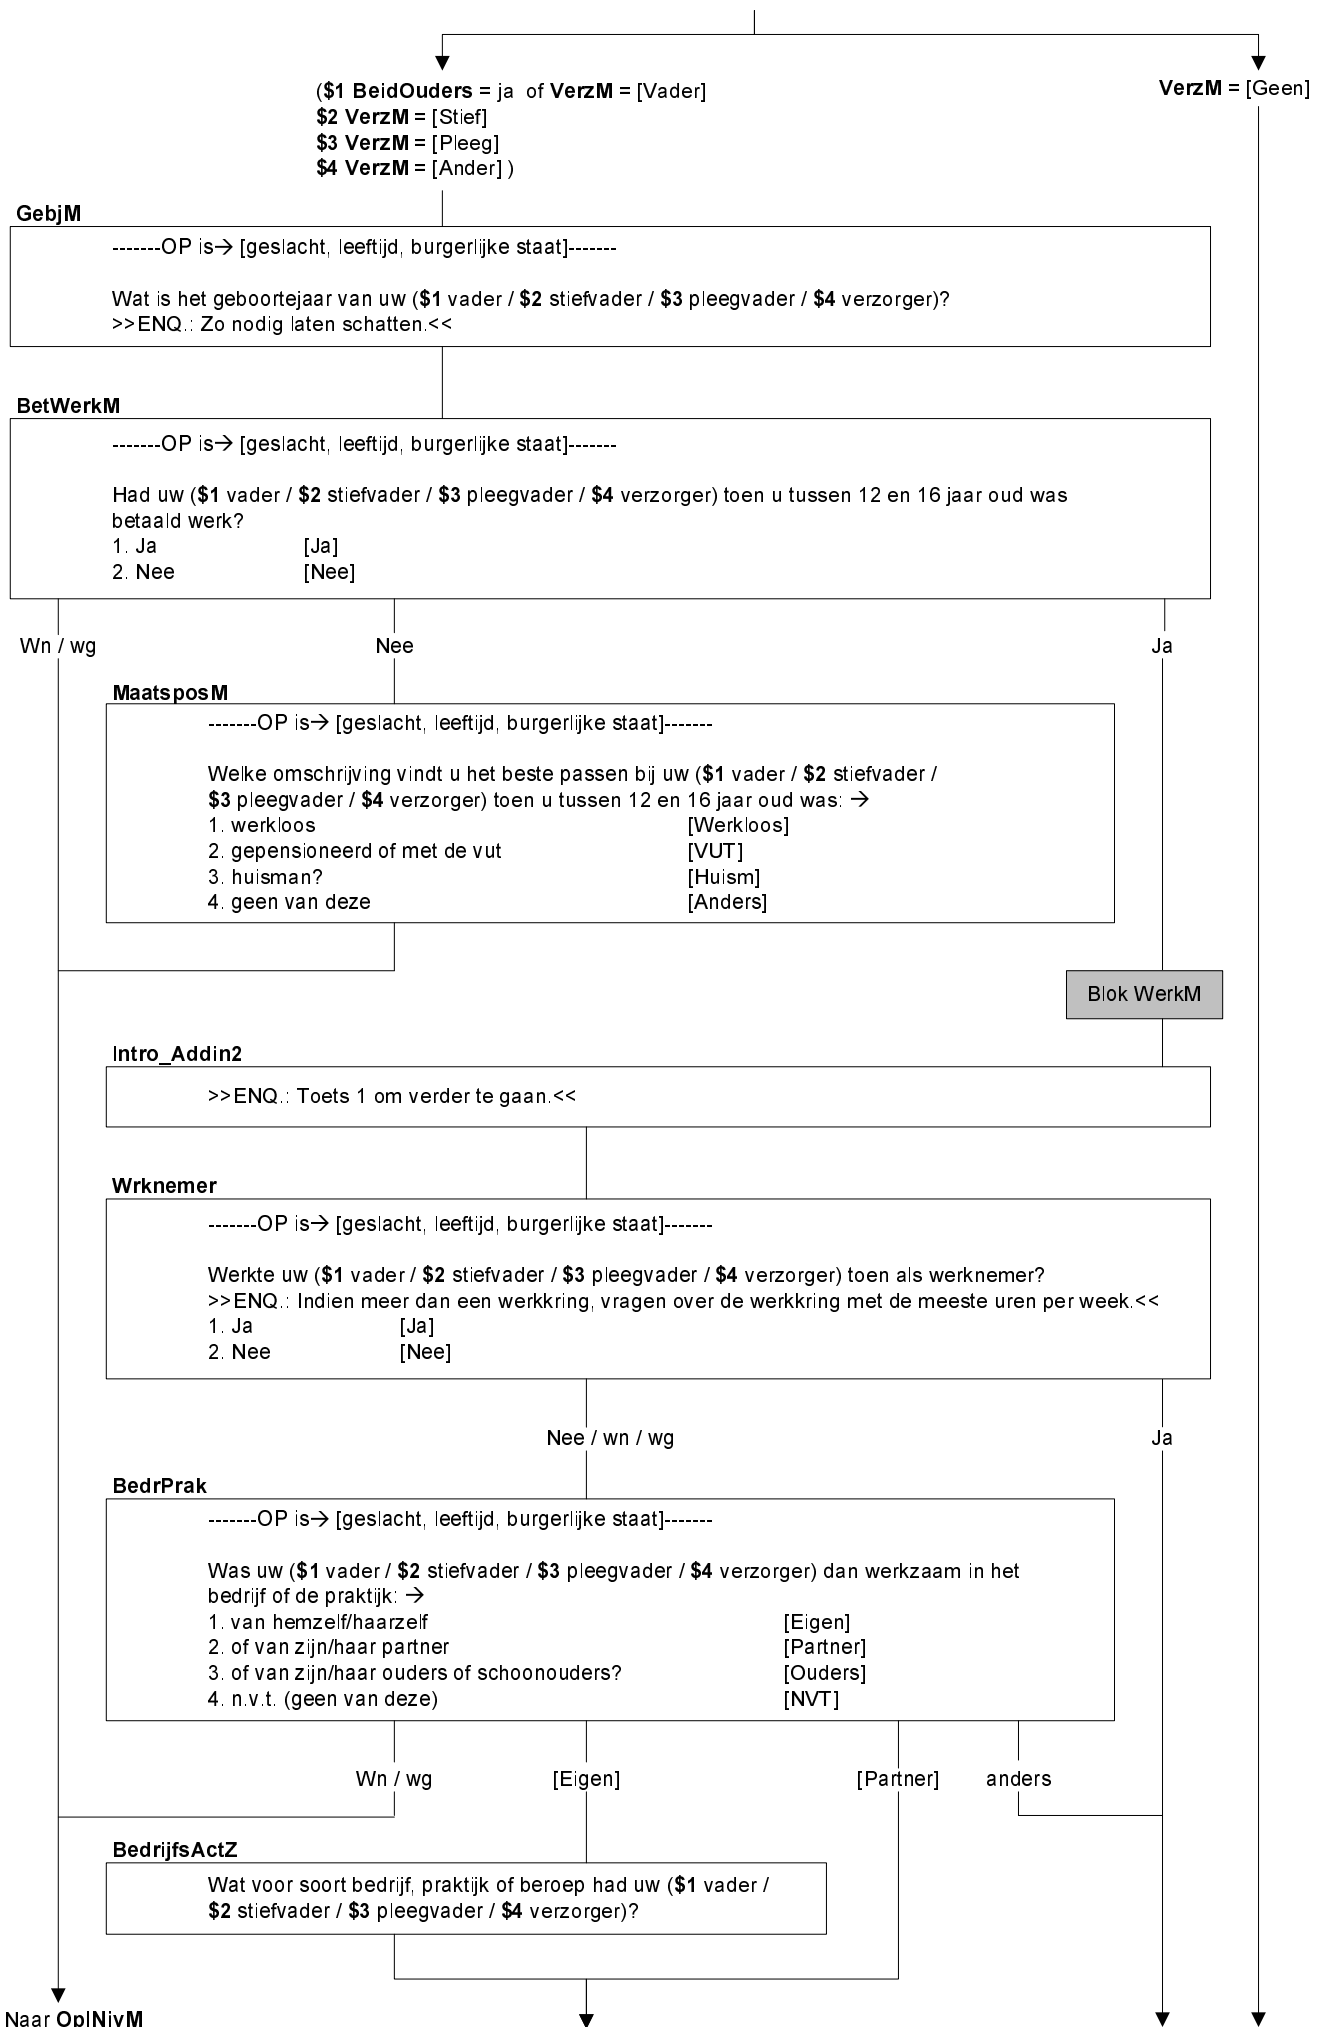 ($1 BeidOuders = ja of VerzM = [Vader]
$2 VerzM = [Stief]
$3 VerzM = [Pleeg]
$4 VerzM = [Ander] )
VerzM = [Geen]
GebjM
-------OP is→ [geslacht, leeftijd, burgerlijke staat]-------
Wat is het geboortejaar van uw ($1 vader / $2 stiefvader / $3 pleegvader / $4 verzorger)?
>>ENQ.: Zo nodig laten schatten.<<
BetWerkM
-------OP is→ [geslacht, leeftijd, burgerlijke staat]-------
Had uw ($1 vader / $2 stiefvader / $3 pleegvader / $4 verzorger) toen u tussen 12 en 16 jaar oud was
betaald werk?
1. Ja [Ja]
2. Nee [Nee]
Wn / wg Nee Ja
MaatsposM
-------OP is→ [geslacht, leeftijd, burgerlijke staat]-------
Welke omschrijving vindt u het beste passen bij uw ($1 vader / $2 stiefvader /
$3 pleegvader / $4 verzorger) toen u tussen 12 en 16 jaar oud was: →
1. werkloos [Werkloos]
2. gepensioneerd of met de vut [VUT]
3. huisman? [Huism]
4. geen van deze [Anders]
Blok WerkM
Intro_Addin2
>>ENQ.: Toets 1 om verder te gaan.<<
Wrknemer
-------OP is→ [geslacht, leeftijd, burgerlijke staat]-------
Werkte uw ($1 vader / $2 stiefvader / $3 pleegvader / $4 verzorger) toen als werknemer?
>>ENQ.: Indien meer dan een werkkring, vragen over de werkkring met de meeste uren per week.<<
1. Ja [Ja]
2. Nee [Nee]
Nee / wn / wg Ja
BedrPrak
-------OP is→ [geslacht, leeftijd, burgerlijke staat]-------
Was uw ($1 vader / $2 stiefvader / $3 pleegvader / $4 verzorger) dan werkzaam in het
bedrijf of de praktijk: →
1. van hemzelf/haarzelf [Eigen]
2. of van zijn/haar partner [Partner]
3. of van zijn/haar ouders of schoonouders? [Ouders]
4. n.v.t. (geen van deze) [NVT]
Wn / wg [Eigen] [Partner] anders
BedrijfsActZ
Wat voor soort bedrijf, praktijk of beroep had uw ($1 vader /
$2 stiefvader / $3 pleegvader / $4 verzorger)?
Naar OplNivM